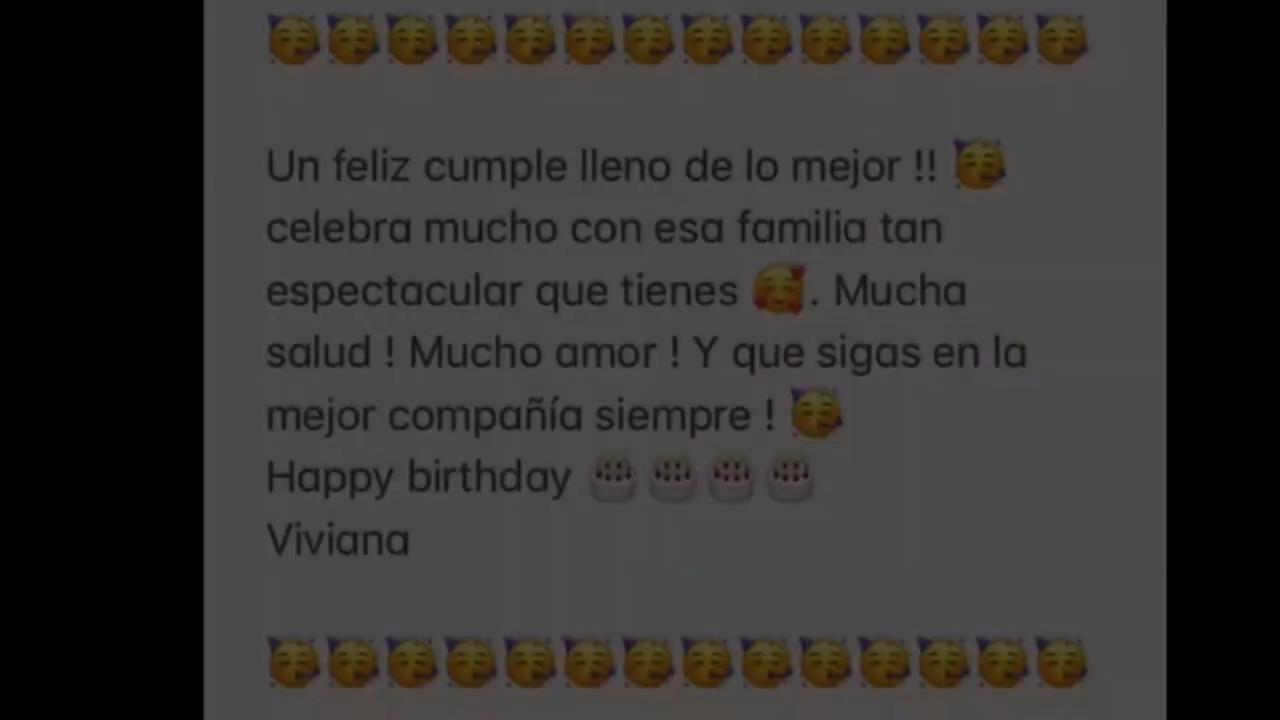 🥳🥳🥳🥳🥳🥳🥳🥳🥳🥳🥳🥳🥳🥳
Un feliz cumple lleno de lo mejor !! 🥳
celebra mucho con esa familia tan
espectacular que tienes 🥰. Mucha
salud ! Mucho amor ! Y que sigas en la
mejor compañía siempre ! 🥳
Happy birthday 🎂🎂🎂🎂
Viviana
🥳🥳🥳🥳🥳🥳🥳🥳🥳🥳🥳🥳🥳🥳